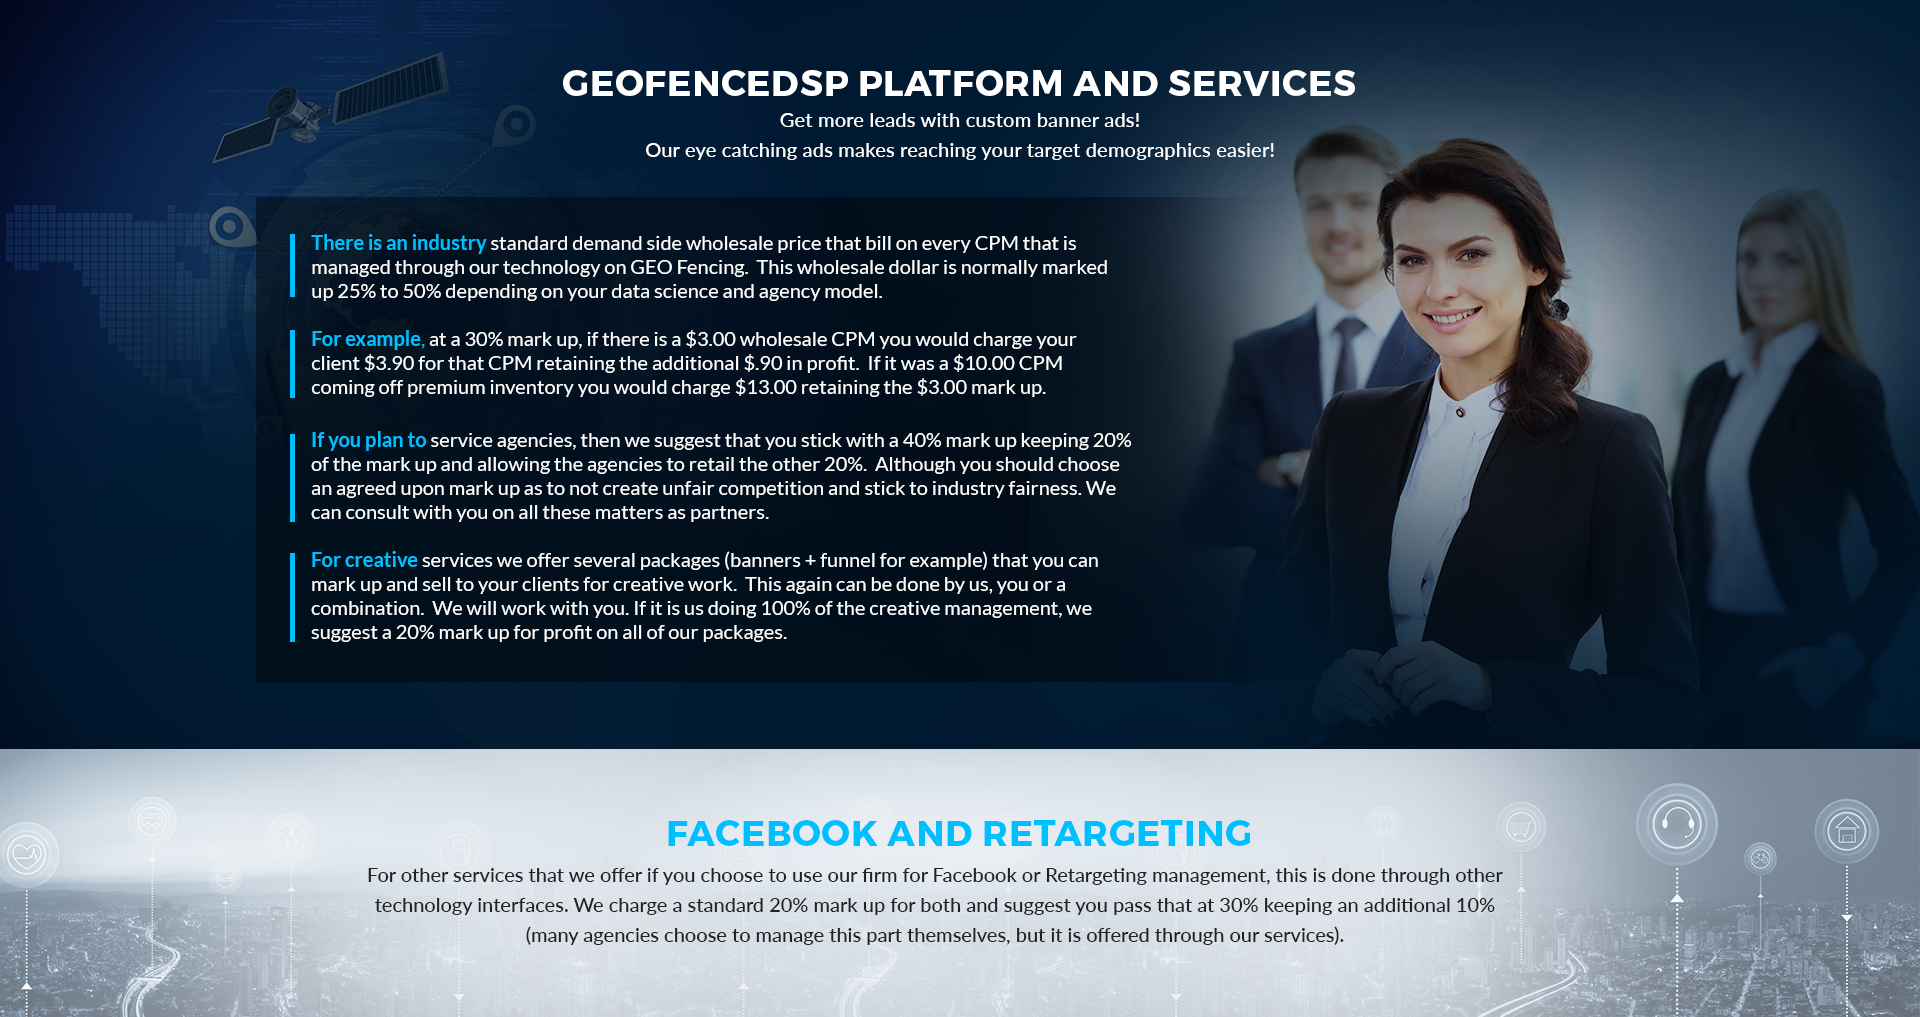 GEOFENCEDSP PLATFORM AND SERVICES
Get more leads with custom banner ads!
Our eye catching ads makes reaching your target demographics easier!
There is an industry standard demand side wholesale price that bill on every CPM that is
managed through our technology on GEO Fencing. This wholesale dollar is normally marked
up 25% to 50% depending on your data science and agency model.
For example, at a 30% mark up, if there is a $3.00 wholesale CPM you would charge your
client $3.90 for that CPM retaining the additional $.90 in profit. If it was a $10.00 CPM
coming off premium inventory you would charge $13.00 retaining the $3.00 mark up.
If you plan to service agencies, then we suggest that you stick with a 40% mark up keeping 20%
of the mark up and allowing the agencies to retail the other 20%. Although you should choose
an agreed upon mark up as to not create unfair competition and stick to industry fairness. We
can consult with you on all these matters as partners.
For creative services we offer several packages (banners + funnel for example) that you can
mark up and sell to your clients for creative work. This again can be done by us, you or a
combination. We will work with you. If it is us doing 100% of the creative management, we
suggest a 20% mark up for profit on all of our packages.
FACEBOOK AND RETARGETING
For other services that we offer if you choose to use our firm for Facebook or Retargeting management, this is done through other
technology interfaces. We charge a standard 20% mark up for both and suggest you pass that at 30% keeping an additional 10%
(many agencies choose to manage this part themselves, but it is offered through our services).